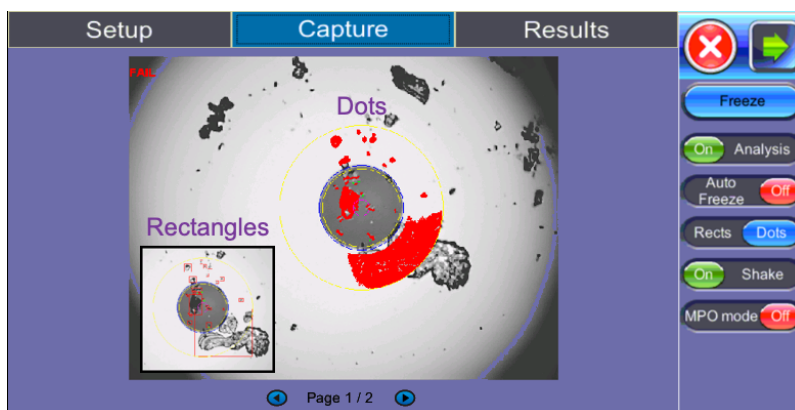 Setup
Capture
Results
FAIL
Dots
Rectangles
Page 1 / 2
Freeze
On Analysis
Auto
Freeze Off
Rects Dots
On Shake
MPO mode Off